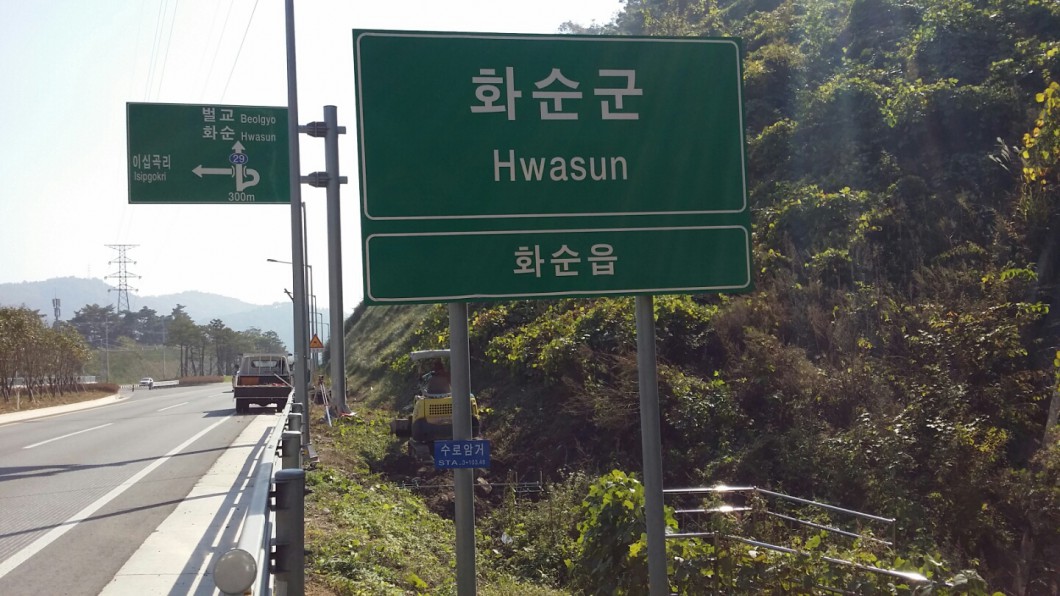 벌교 Beolgyo
화순 Hwasun
29
이십곡리
Isipgokri
300m
화순군
Hwasun
화순읍
수로암거